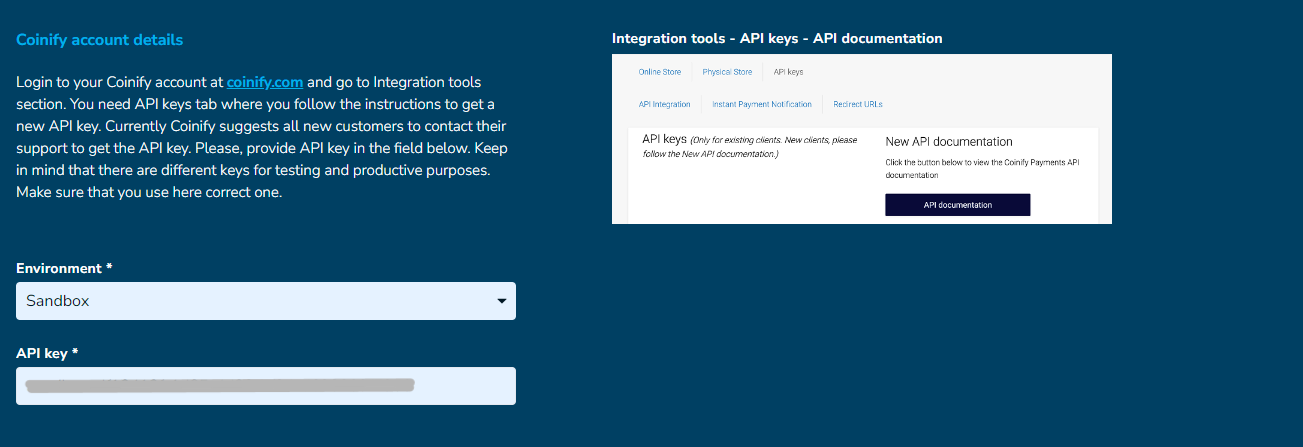 Coinify account details
Login to your Coinify account at coinify.com and go to Integration tools
section. You need API keys tab where you follow the instructions to get a
new API key. Currently Coinify suggests all new customers to contact their
support to get the API key. Please, provide API key in the field below. Keep
in mind that there are different keys for testing and productive purposes.
Make sure that you use here correct one.
Environment *
Sandbox
API key *
Integration tools - API keys - API documentation
Online Store
Physical Store
API keys
API Integration
Instant Payment Notification
Redirect URLs
API keys (Only for existing clients. New clients, please
follow the New API documentation.)
New API documentation
Click the button below to view the Coinify Payments API
documentation
API documentation